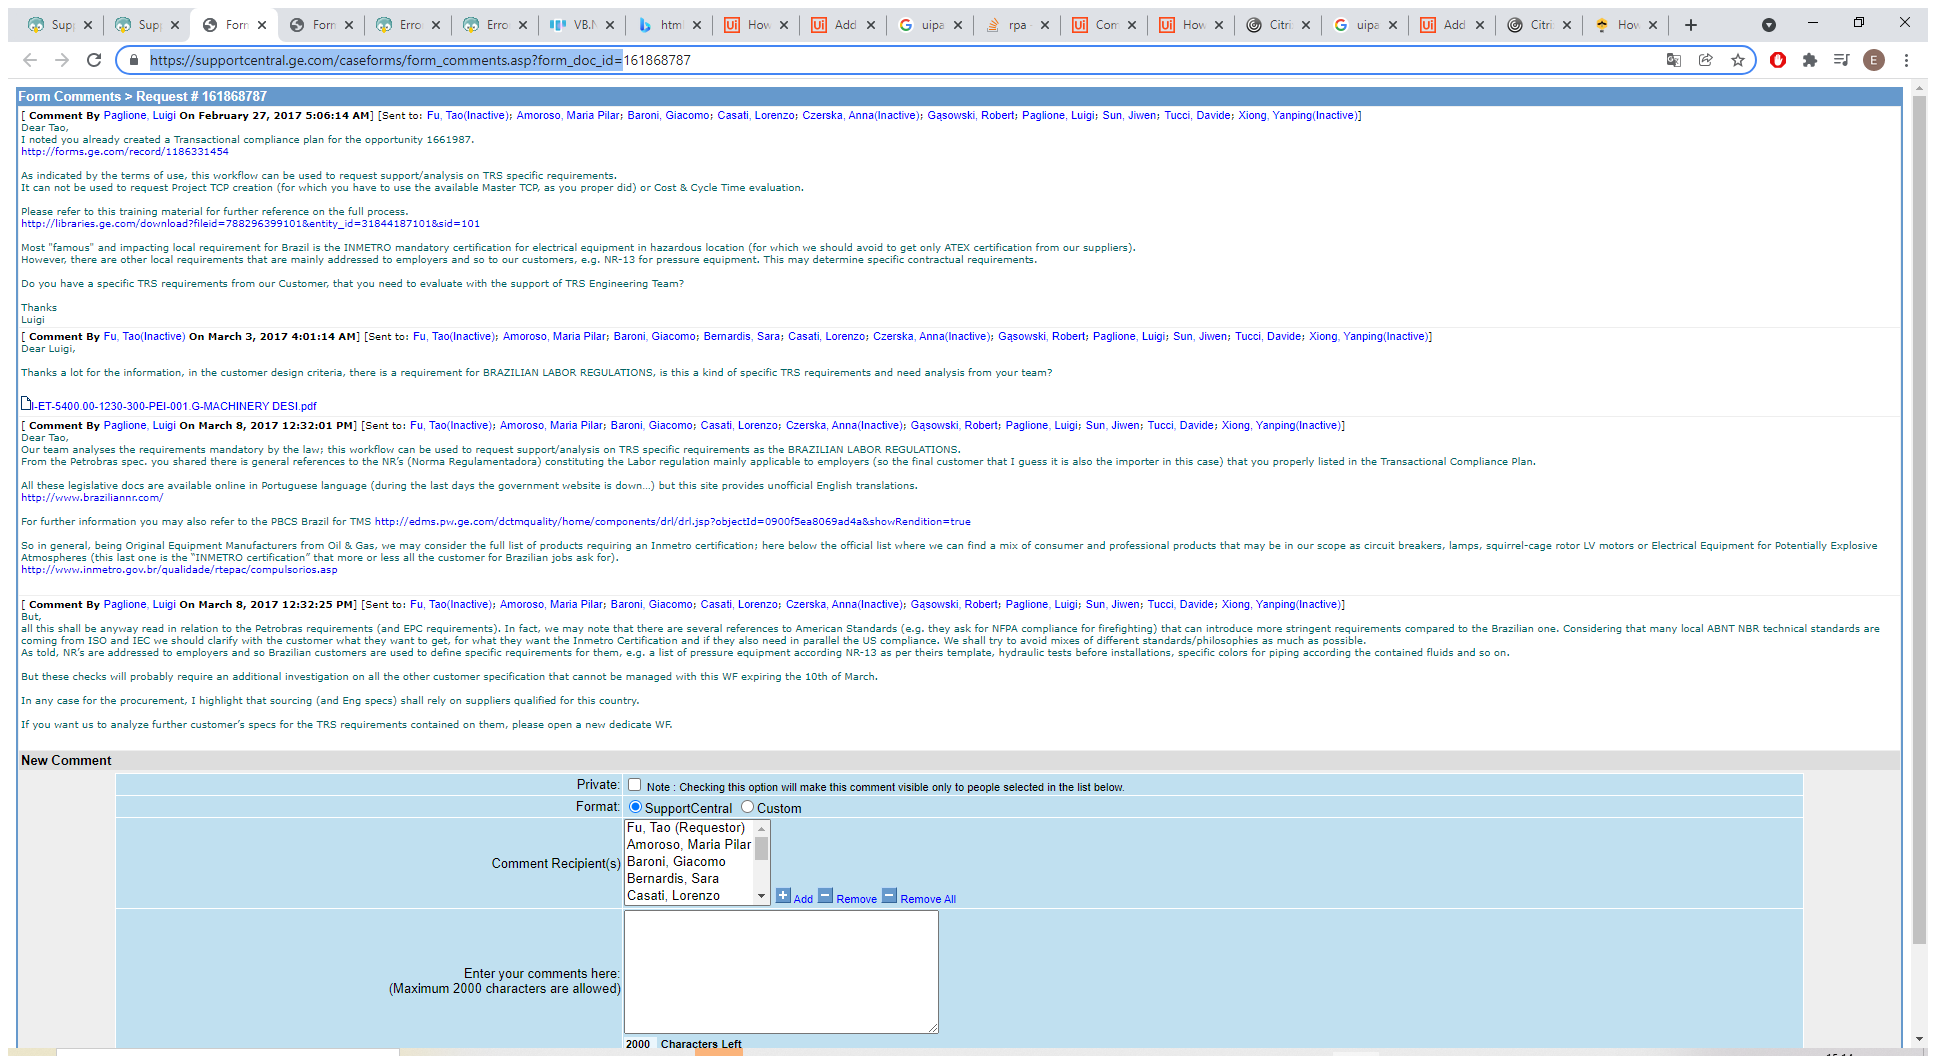 Supp
Supp
Form
Form
Erro
Erro
VB.N
html
How
Add
uipa
rpa
Com
How
Citri
uipa
Add
Citri
How
https://supportcentral.ge.com/caseforms/form_comments.asp?form_doc_id=161868787
E
Form Comments > Request # 161868787
[ Comment By Paglione, Luigi On February 27, 2017 5:06:14 AM] [Sent to: Fu, Tao(Inactive); Amoroso, Maria Pilar; Baroni, Giacomo; Casati, Lorenzo; Czerska, Anna(Inactive); Gąsowski, Robert; Paglione, Luigi; Sun, Jiwen; Tucci, Davide; Xiong, Yanping(Inactive)]
Dear Tao,
I noted you already created a Transactional compliance plan for the opportunity 1661987.
http://forms.ge.com/record/1186331454
As indicated by the terms of use, this workflow can be used to request support/analysis on TRS specific requirements.
It can not be used to request Project TCP creation (for which you have to use the available Master TCP, as you proper did) or Cost & Cycle Time evaluation.
Please refer to this training material for further reference on the full process.
http://libraries.ge.com/download?fileid=788296399101&entity_id=31844187101&sid=101
Most "famous" and impacting local requirement for Brazil is the INMETRO mandatory certification for electrical equipment in hazardous location (for which we should avoid to get only ATEX certification from our suppliers).
However, there are other local requirements that are mainly addressed to employers and so to our customers, e.g. NR-13 for pressure equipment. This may determine specific contractual requirements.
Do you have a specific TRS requirements from our Customer, that you need to evaluate with the support of TRS Engineering Team?
Thanks
Luigi
[ Comment By Fu, Tao(Inactive) On March 3, 2017 4:01:14 AM] [Sent to: Fu, Tao(Inactive); Amoroso, Maria Pilar; Baroni, Giacomo; Bernardis, Sara; Casati, Lorenzo; Czerska, Anna(Inactive); Gąsowski, Robert; Paglione, Luigi; Sun, Jiwen; Tucci, Davide; Xiong, Yanping(Inactive)]
Dear Luigi,
Thanks a lot for the information, in the customer design criteria, there is a requirement for BRAZILIAN LABOR REGULATIONS, is this a kind of specific TRS requirements and need analysis from your team?
I-ET-5400.00-1230-300-PEI-001.G-MACHINERY DESI.pdf
[ Comment By Paglione, Luigi On March 8, 2017 12:32:01 PM] [Sent to: Fu, Tao(Inactive); Amoroso, Maria Pilar; Baroni, Giacomo; Casati, Lorenzo; Czerska, Anna(Inactive); Gąsowski, Robert; Paglione, Luigi; Sun, Jiwen; Tucci, Davide; Xiong, Yanping(Inactive)]
Dear Tao,
Our team analyses the requirements mandatory by the law; this workflow can be used to request support/analysis on TRS specific requirements as the BRAZILIAN LABOR REGULATIONS.
From the Petrobras spec. you shared there is general references to the NR's (Norma Regulamentadora) constituting the Labor regulation mainly applicable to employers (so the final customer that I guess it is also the importer in this case) that you properly listed in the Transactional Compliance Plan.
All these legislative docs are available online in Portuguese language (during the last days the government website is down...) but this site provides unofficial English translations.
http://www.braziliannr.com/
For further information you may also refer to the PBCS Brazil for TMS http://edms.pw.ge.com/dctmquality/home/components/drl/drl.jsp?objectId=0900f5ea8069ad4a&showRendition=true
So in general, being Original Equipment Manufacturers from Oil & Gas, we may consider the full list of products requiring an Inmetro certification; here below the official list where we can find a mix of consumer and professional products that may be in our scope as circuit breakers, lamps, squirrel-cage rotor LV motors or Electrical Equipment for Potentially Explosive
Atmospheres (this last one is the “INMETRO certification” that more or less all the customer for Brazilian jobs ask for).
http://www.inmetro.gov.br/qualidade/rtepac/compulsorios.asp
[ Comment By Paglione, Luigi On March 8, 2017 12:32:25 PM] [Sent to: Fu, Tao(Inactive); Amoroso, Maria Pilar; Baroni, Giacomo; Casati, Lorenzo; Czerska, Anna(Inactive); Gąsowski, Robert; Paglione, Luigi; Sun, Jiwen; Tucci, Davide; Xiong, Yanping(Inactive)]
But,
all this shall be anyway read in relation to the Petrobras requirements (and EPC requirements). In fact, we may note that there are several references to American Standards (e.g. they ask for NFPA compliance for firefighting) that can introduce more stringent requirements compared to the Brazilian one. Considering that many local ABNT NBR technical standards are
coming from ISO and IEC we should clarify with the customer what they want to get, for what they want the Inmetro Certification and if they also need in parallel the US compliance. We shall try to avoid mixes of different standards/philosophies as much as possible.
As told, NR's are addressed to employers and so Brazilian customers are used to define specific requirements for them, e.g. a list of pressure equipment according NR-13 as per theirs template, hydraulic tests before installations, specific colors for piping according the contained fluids and so on.
But these checks will probably require an additional investigation on all the other customer specification that cannot be managed with this WF expiring the 10th of March.
In any case for the procurement, I highlight that sourcing (and Eng specs) shall rely on suppliers qualified for this country.
If you want us to analyze further customer's specs for the TRS requirements contained on them, please open a new dedicate WF.
New Comment
Private: Note : Checking this option will make this comment visible only to people selected in the list below.
Format: SupportCentral Custom
Comment Recipient(s)
Fu, Tao (Requestor)
Amoroso, Maria Pilar
Baroni, Giacomo
Bernardis, Sara
Casati, Lorenzo
Add Remove Remove All
Enter your comments here:
(Maximum 2000 characters are allowed)
2000 Characters Left